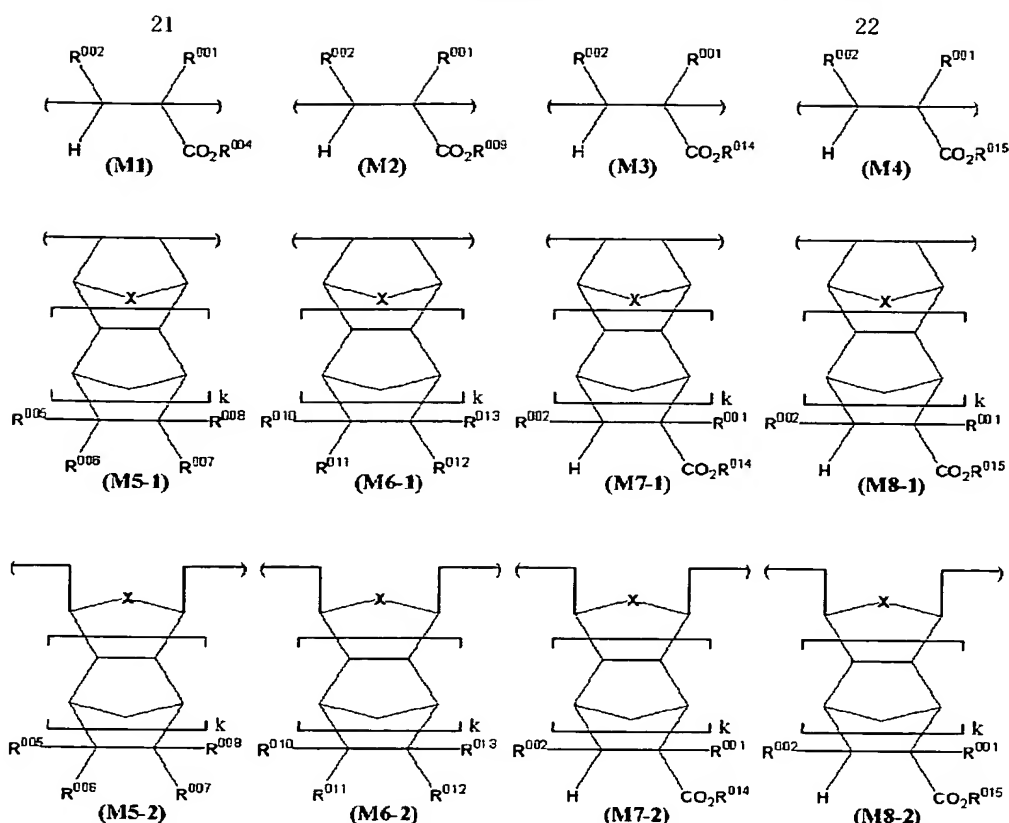 21 22
R002 R001 R002 R001 R002 R001 R002 R001
H CO2R004 H CO2R009 H CO2R014 H CO2R015
(M1) (M2) (M3) (M4)
X X X X
k k k k
R005 R008 R010 R013 R002 R001 R002 R001
R006 R007 R011 R012 H CO2R014 H CO2R015
(M5-1) (M6-1) (M7-1) (M8-1)
X X X X
k k k k
R005 R008 R010 R013 R002 R001 R002 R001
R006 R007 R011 R012 H CO2R014 H CO2R015
(M5-2) (M6-2) (M7-2) (M8-2)